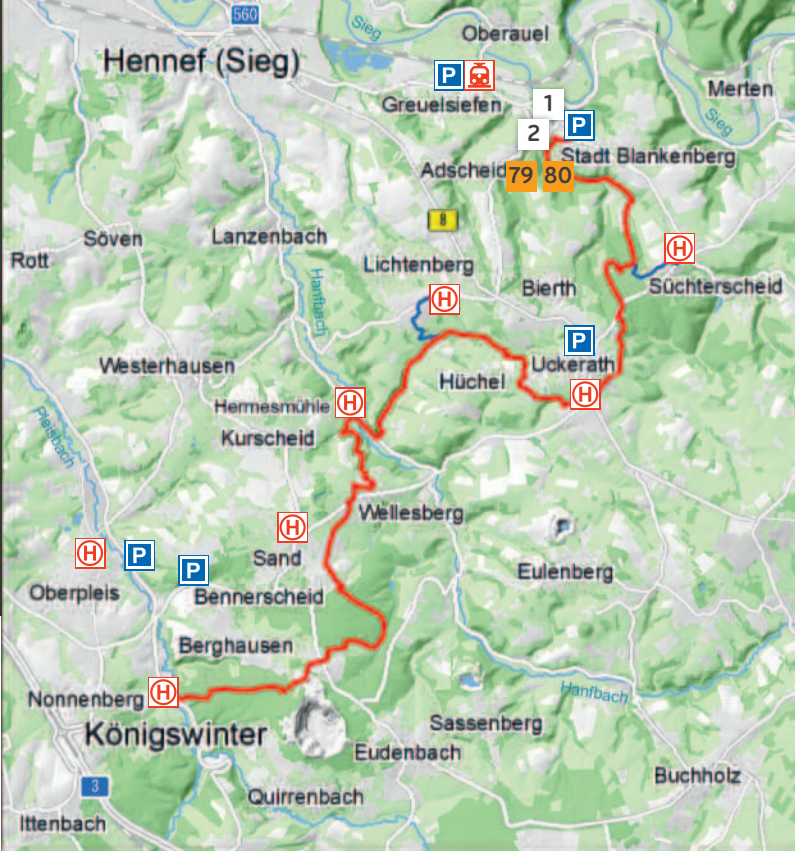 560
Sieg
Oberauel
Hennef (Sieg)
P
Greuelsiefen
Merten
1
Sieg
P
2
Stadt Blankenberg
Adscheid
79 80
8
Söven
Lanzenbach
H
Rott
Lichtenberg
Hanfbach
H
Bierth
Süchterscheid
P
Westerhausen
Uckerath
Hüchel
H
Hermesmühle
H
Pleisbach
Kurscheid
Wellesberg
H
H
P
Sand
P
Eulenberg
Oberpleis
Bennerscheid
Berghausen
Nonnenberg
H
Hanfbach
Königswinter
Sassenberg
Eudenbach
Buchholz
3
Quirrenbach
Ittenbach